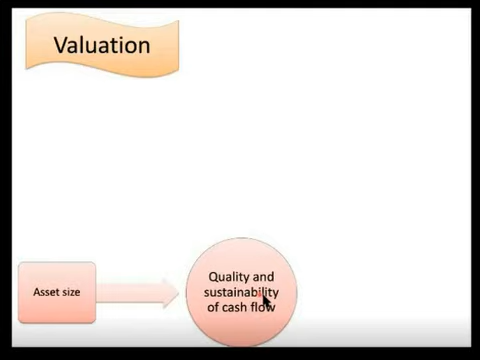 Valuation
Asset size
Quality and
sustainability
of cash flow